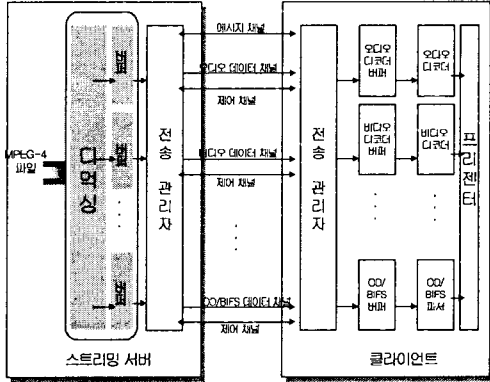 메시지 채널
오디오 데이터 채널
제어 채널
비디오 데이터 채널
제어 채널
OD/BIFS 데이터 채널
제어 채널
MPEG-4
파일
디먹싱
버퍼
버퍼
버퍼
전송 관리자
스트리밍 서버
전송 관리자
오디오
디코더
버퍼
오디오
디코더
비디오
디코더
버퍼
비디오
디코더
OD/
BIFS
버퍼
OD/
BIFS
파서
프리젠터
클라이언트